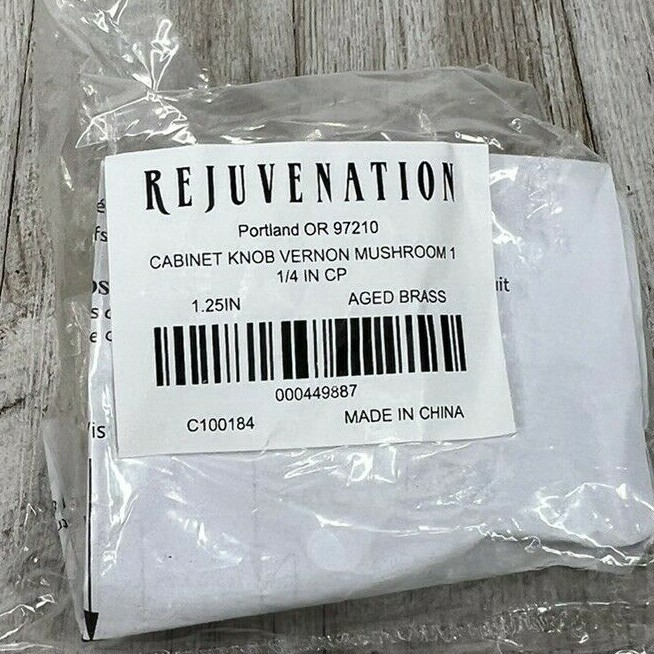 REJUVENATION
Portland OR 97210
CABINET KNOB VERNON MUSHROOM 1
1/4 IN CP
1.25IN AGED BRASS
000449887
C100184 MADE IN CHINA